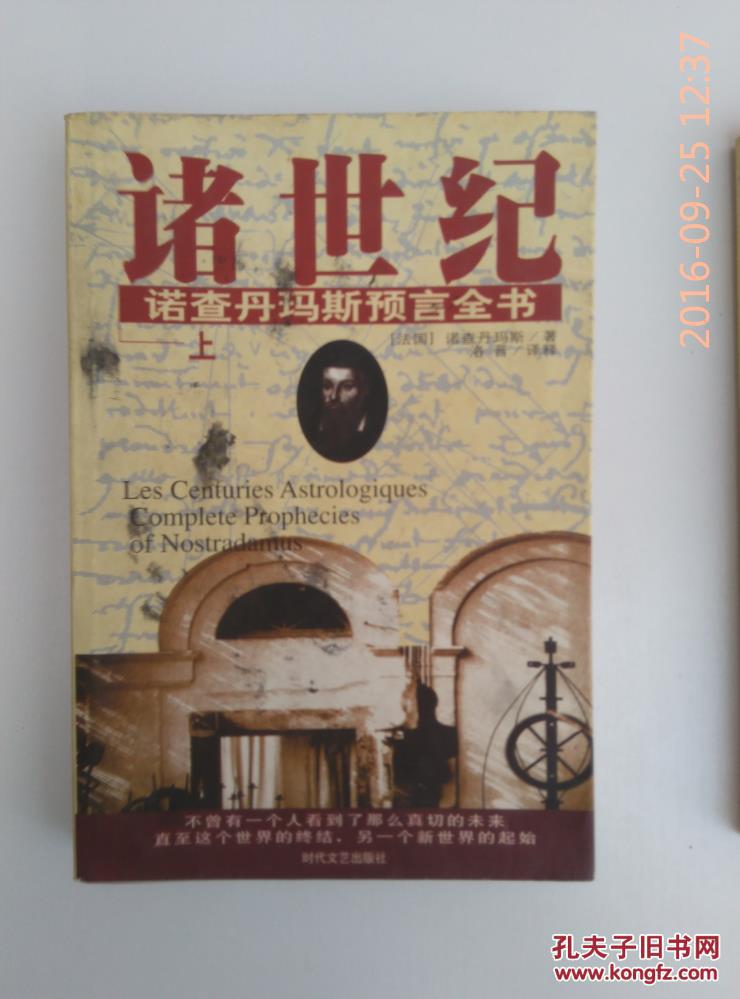 诸世纪
诺查丹玛斯预言全书
——上
[法国] 诺查丹玛斯/著
洛晋/译释
Les Centuries Astrologiques
Complete Prophecies
of Nostradamus
不曾有一个人看到了那么真切的未来
直至这个世界的终结，另一个新世界的起始
时代文艺出版社
2016-09-25 12:37
孔夫子旧书网
www.kongfz.com